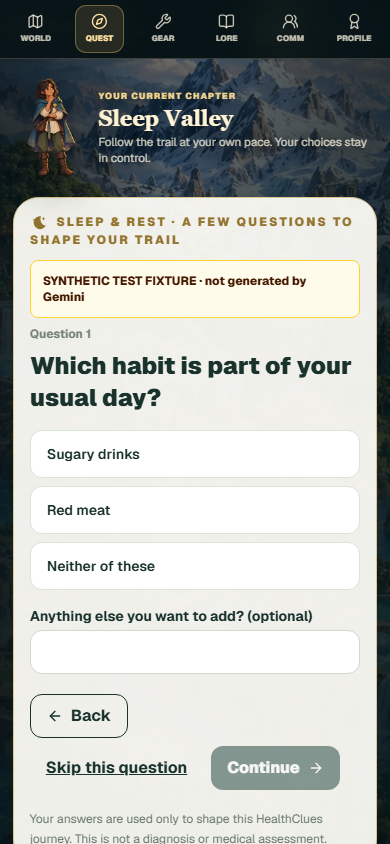 WORLD
QUEST
GEAR
LORE
COMM
PROFILE
YOUR CURRENT CHAPTER
Sleep Valley
Follow the trail at your own pace. Your choices stay
in control.
SLEEP & REST · A FEW QUESTIONS TO
SHAPE YOUR TRAIL
SYNTHETIC TEST FIXTURE · not generated by
Gemini
Question 1
Which habit is part of your
usual day?
Sugary drinks
Red meat
Neither of these
Anything else you want to add? (optional)
← Back
Skip this question
Continue →
Your answers are used only to shape this HealthClues
journey. This is not a diagnosis or medical assessment.